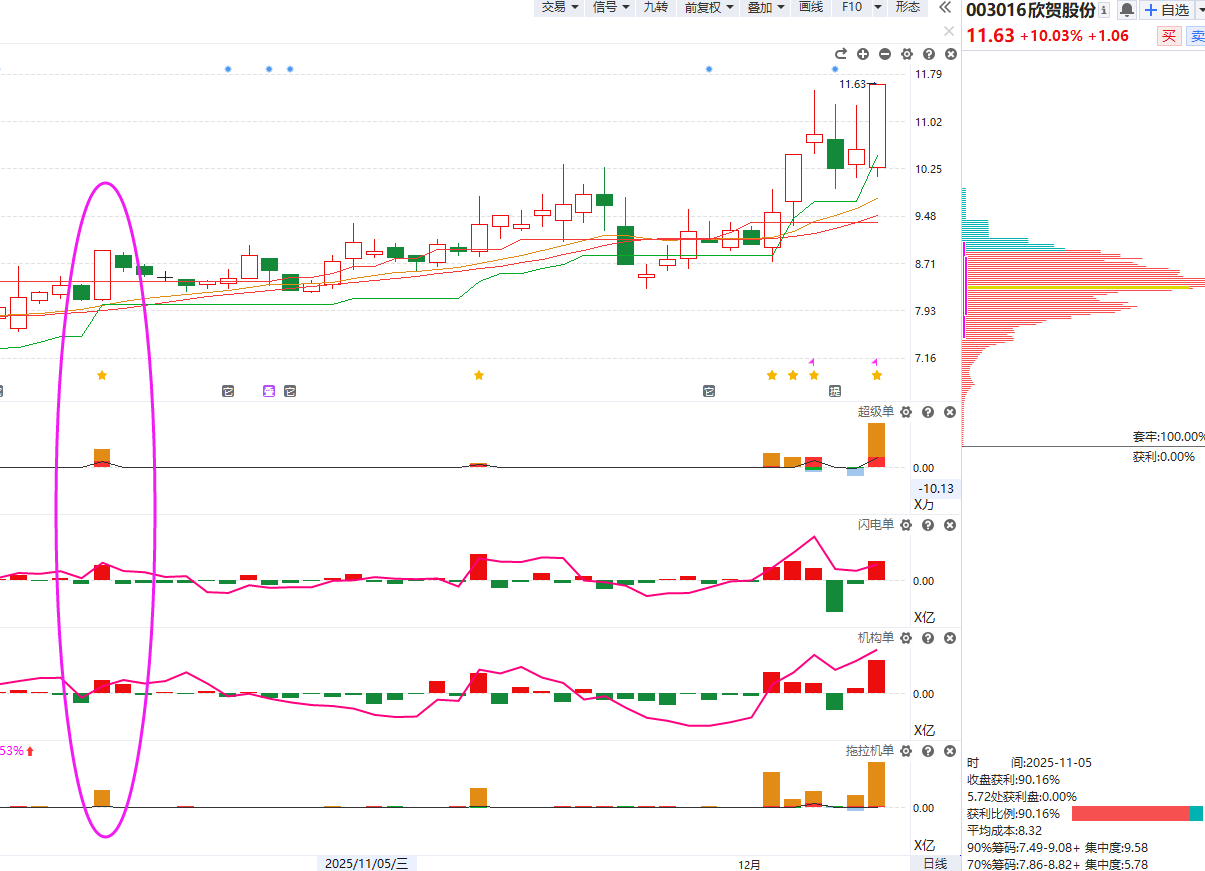 交易 信号 九转 前复权 叠加 画线 F10 形态
003016欣贺股份 自选
11.63 +10.03% +1.06 买 卖
11.79
11.63
11.02
10.25
9.48
8.71
7.93
7.16
超级单
0.00
-10.13
X万
闪电单
0.00
X亿
机构单
0.00
X亿
53% 拖拉机单
0.00
X亿
2025/11/05/三 12月 日线
套牢:100.00%
获利:0.00%
时 间:2025-11-05
收盘获利:90.16%
5.72处获利盘:0.00%
获利比例:90.16%
平均成本:8.32
90%筹码:7.49-9.08+ 集中度:9.58
70%筹码:7.86-8.82+ 集中度:5.78